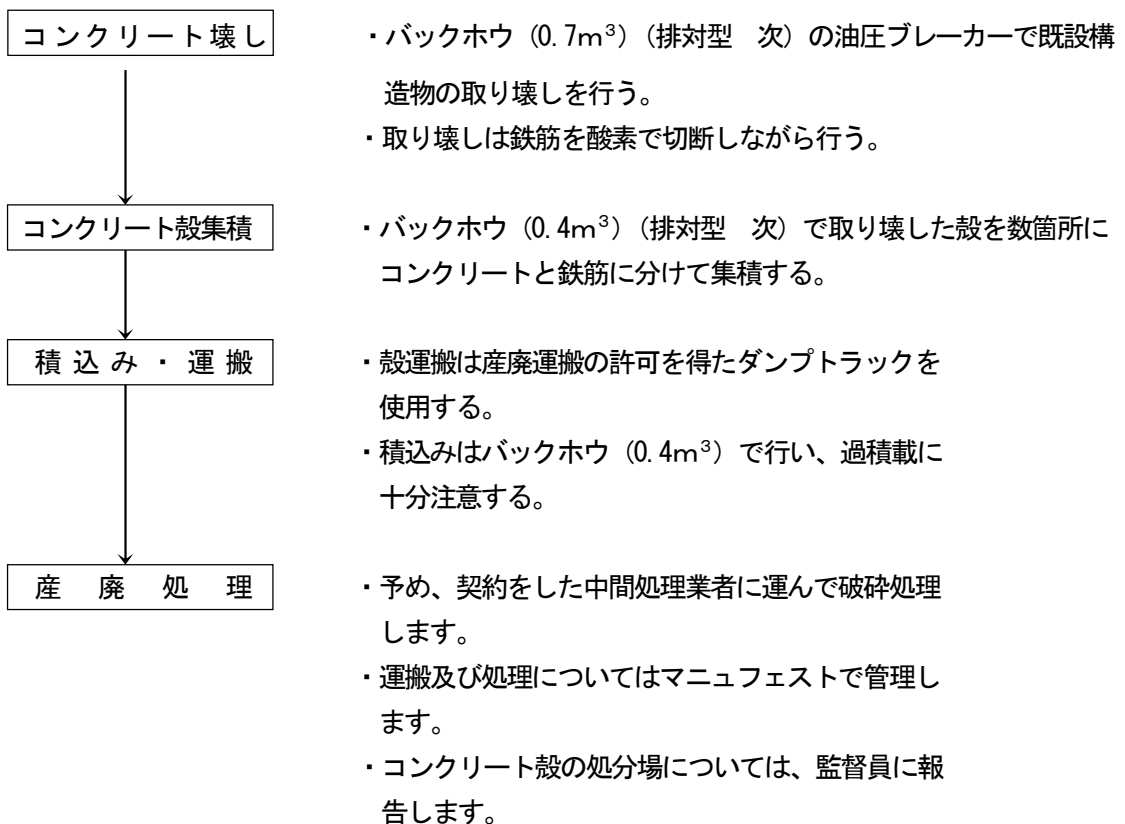 コンクリート壊し
・バックホウ（0.7m³）（排対型　次）の油圧ブレーカーで既設構
造物の取り壊しを行う。
・取り壊しは鉄筋を酸素で切断しながら行う。
コンクリート殻集積
・バックホウ（0.4m³）（排対型　次）で取り壊した殻を数箇所に
コンクリートと鉄筋に分けて集積する。
積込み・運搬
・殻運搬は産廃運搬の許可を得たダンプトラックを
使用する。
・積込みはバックホウ（0.4m³）で行い、過積載に
十分注意する。
産廃処理
・予め、契約をした中間処理業者に運んで破砕処理
します。
・運搬及び処理についてはマニュフェストで管理し
ます。
・コンクリート殻の処分場については、監督員に報
告します。